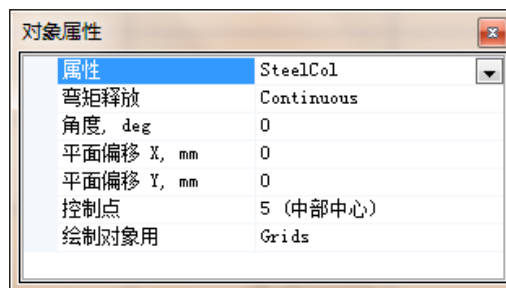 对象属性
属性 SteelCol
弯矩释放 Continuous
角度, deg 0
平面偏移 X, mm 0
平面偏移 Y, mm 0
控制点 5 (中部中心)
绘制对象用 Grids